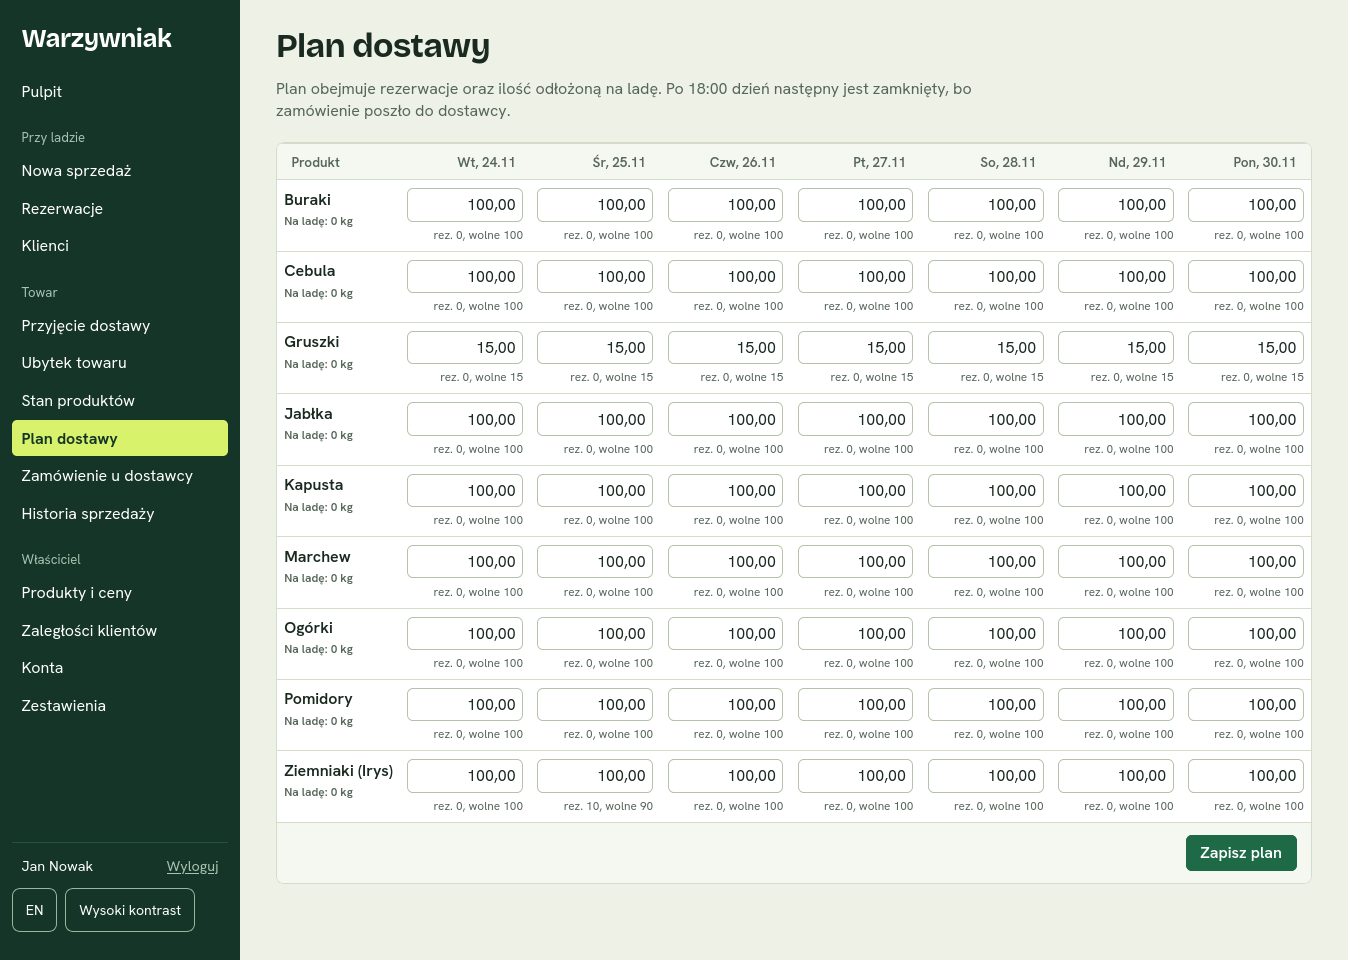 Warzywniak
Pulpit
Przy ladzie
Nowa sprzedaż
Rezerwacje
Klienci
Towar
Przyjęcie dostawy
Ubytek towaru
Stan produktów
Plan dostawy
Zamówienie u dostawcy
Historia sprzedaży
Właściciel
Produkty i ceny
Zaległości klientów
Konta
Zestawienia
Jan Nowak Wyloguj
EN Wysoki kontrast
Plan dostawy
Plan obejmuje rezerwacje oraz ilość odłożoną na ladę. Po 18:00 dzień następny jest zamknięty, bo
zamówienie poszło do dostawcy.
Produkt Wt, 24.11 Śr, 25.11 Czw, 26.11 Pt, 27.11 So, 28.11 Nd, 29.11 Pon, 30.11
Buraki 100,00 100,00 100,00 100,00 100,00 100,00 100,00
Na ladę: 0 kg rez. 0, wolne 100 rez. 0, wolne 100 rez. 0, wolne 100 rez. 0, wolne 100 rez. 0, wolne 100 rez. 0, wolne 100 rez. 0, wolne 100
Cebula 100,00 100,00 100,00 100,00 100,00 100,00 100,00
Na ladę: 0 kg rez. 0, wolne 100 rez. 0, wolne 100 rez. 0, wolne 100 rez. 0, wolne 100 rez. 0, wolne 100 rez. 0, wolne 100 rez. 0, wolne 100
Gruszki 15,00 15,00 15,00 15,00 15,00 15,00 15,00
Na ladę: 0 kg rez. 0, wolne 15 rez. 0, wolne 15 rez. 0, wolne 15 rez. 0, wolne 15 rez. 0, wolne 15 rez. 0, wolne 15 rez. 0, wolne 15
Jabłka 100,00 100,00 100,00 100,00 100,00 100,00 100,00
Na ladę: 0 kg rez. 0, wolne 100 rez. 0, wolne 100 rez. 0, wolne 100 rez. 0, wolne 100 rez. 0, wolne 100 rez. 0, wolne 100 rez. 0, wolne 100
Kapusta 100,00 100,00 100,00 100,00 100,00 100,00 100,00
Na ladę: 0 kg rez. 0, wolne 100 rez. 0, wolne 100 rez. 0, wolne 100 rez. 0, wolne 100 rez. 0, wolne 100 rez. 0, wolne 100 rez. 0, wolne 100
Marchew 100,00 100,00 100,00 100,00 100,00 100,00 100,00
Na ladę: 0 kg rez. 0, wolne 100 rez. 0, wolne 100 rez. 0, wolne 100 rez. 0, wolne 100 rez. 0, wolne 100 rez. 0, wolne 100 rez. 0, wolne 100
Ogórki 100,00 100,00 100,00 100,00 100,00 100,00 100,00
Na ladę: 0 kg rez. 0, wolne 100 rez. 0, wolne 100 rez. 0, wolne 100 rez. 0, wolne 100 rez. 0, wolne 100 rez. 0, wolne 100 rez. 0, wolne 100
Pomidory 100,00 100,00 100,00 100,00 100,00 100,00 100,00
Na ladę: 0 kg rez. 0, wolne 100 rez. 0, wolne 100 rez. 0, wolne 100 rez. 0, wolne 100 rez. 0, wolne 100 rez. 0, wolne 100 rez. 0, wolne 100
Ziemniaki (Irys) 100,00 100,00 100,00 100,00 100,00 100,00 100,00
Na ladę: 0 kg rez. 0, wolne 100 rez. 10, wolne 90 rez. 0, wolne 100 rez. 0, wolne 100 rez. 0, wolne 100 rez. 0, wolne 100 rez. 0, wolne 100
Zapisz plan